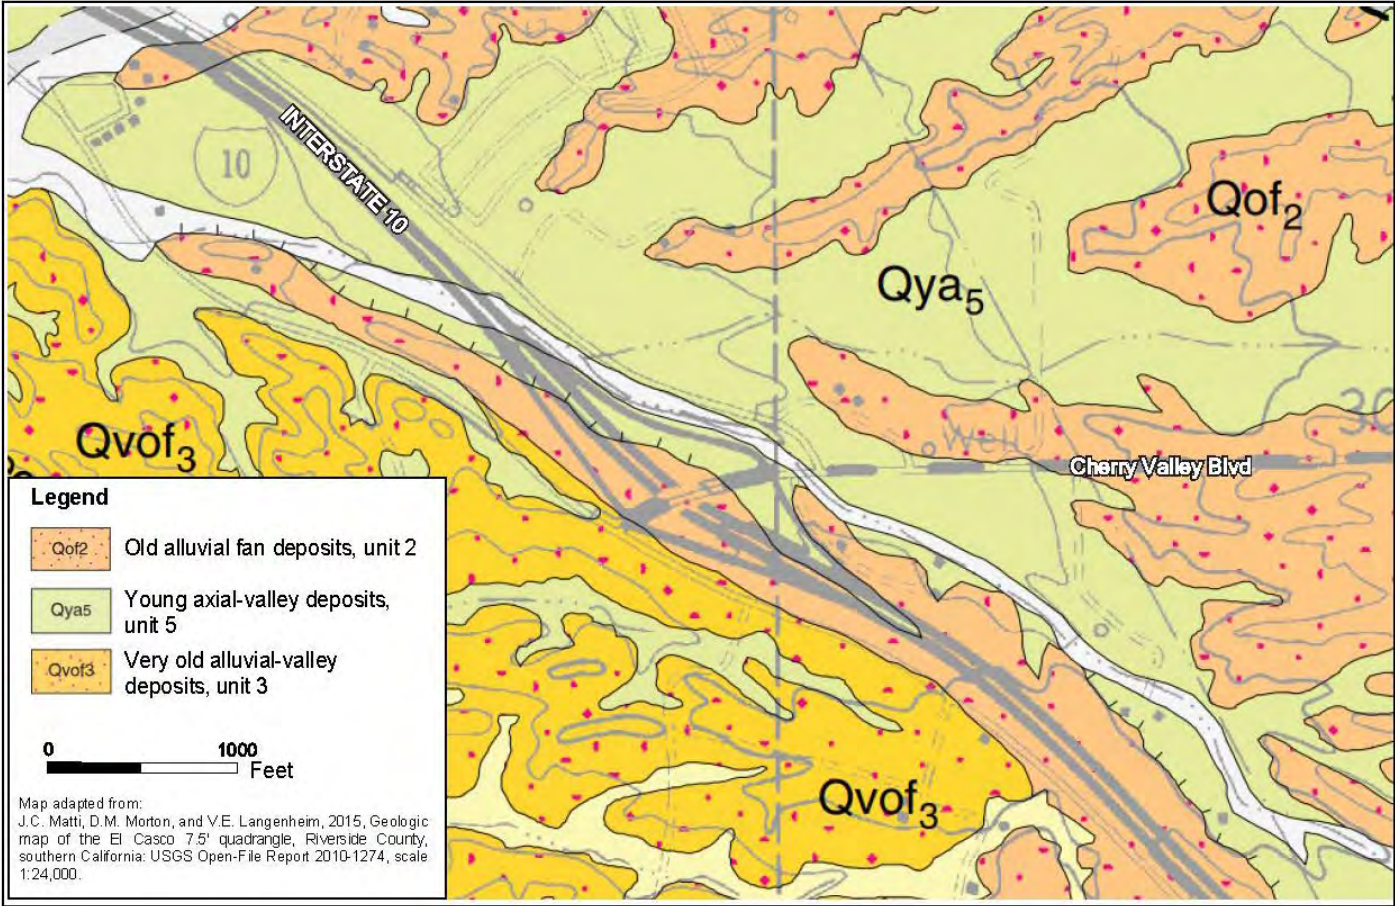 INTERSTATE 10
10
Qof2
Qya5
Qvof3
30
Well
Cherry Valley Blvd
Legend
Qof2 Old alluvial fan deposits, unit 2
Qya5 Young axial-valley deposits,
unit 5
Qvof3 Very old alluvial-valley
deposits, unit 3
0 1000
Feet
Map adapted from:
J.C. Matti, D.M. Morton, and V.E. Langenheim, 2015, Geologic
map of the El Casco 7.5' quadrangle, Riverside County,
southern California: USGS Open-File Report 2010-1274, scale
1:24,000.
Qvof3